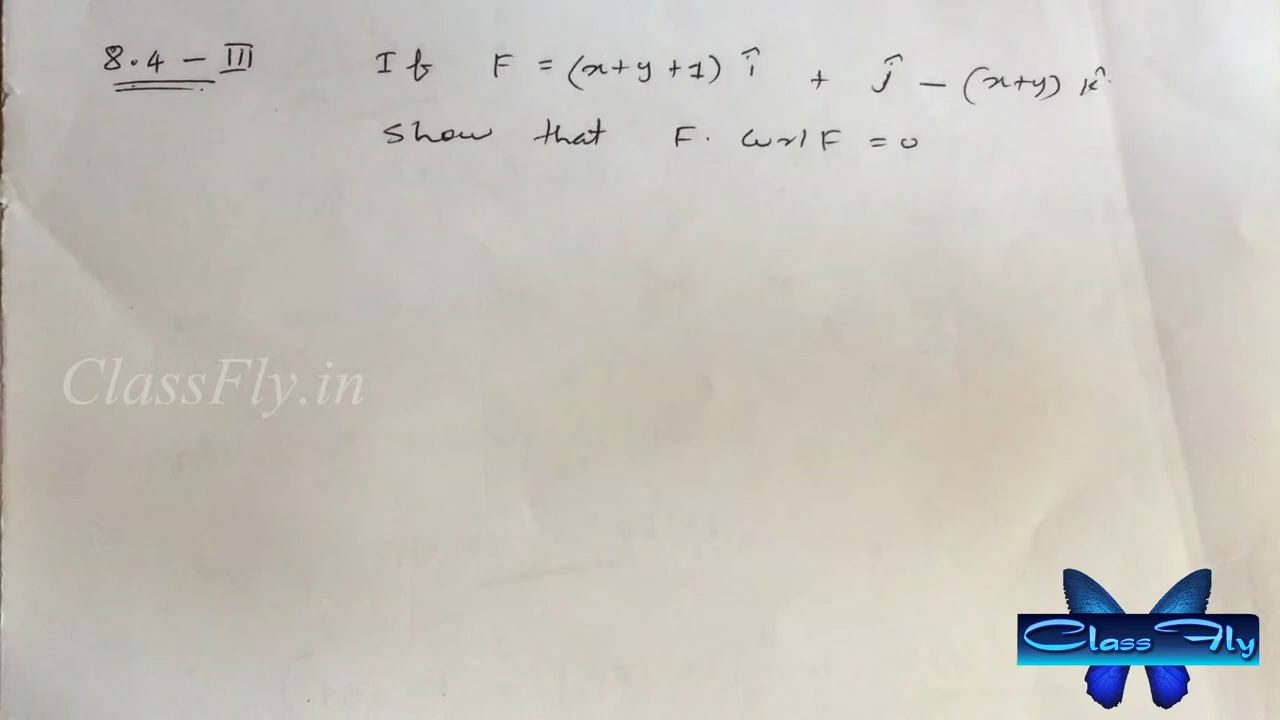 8.4 - III If F = (x+y+1) î + ĵ - (x+y) k̂
Show that F. curl F = 0
ClassFly.in
Class Fly